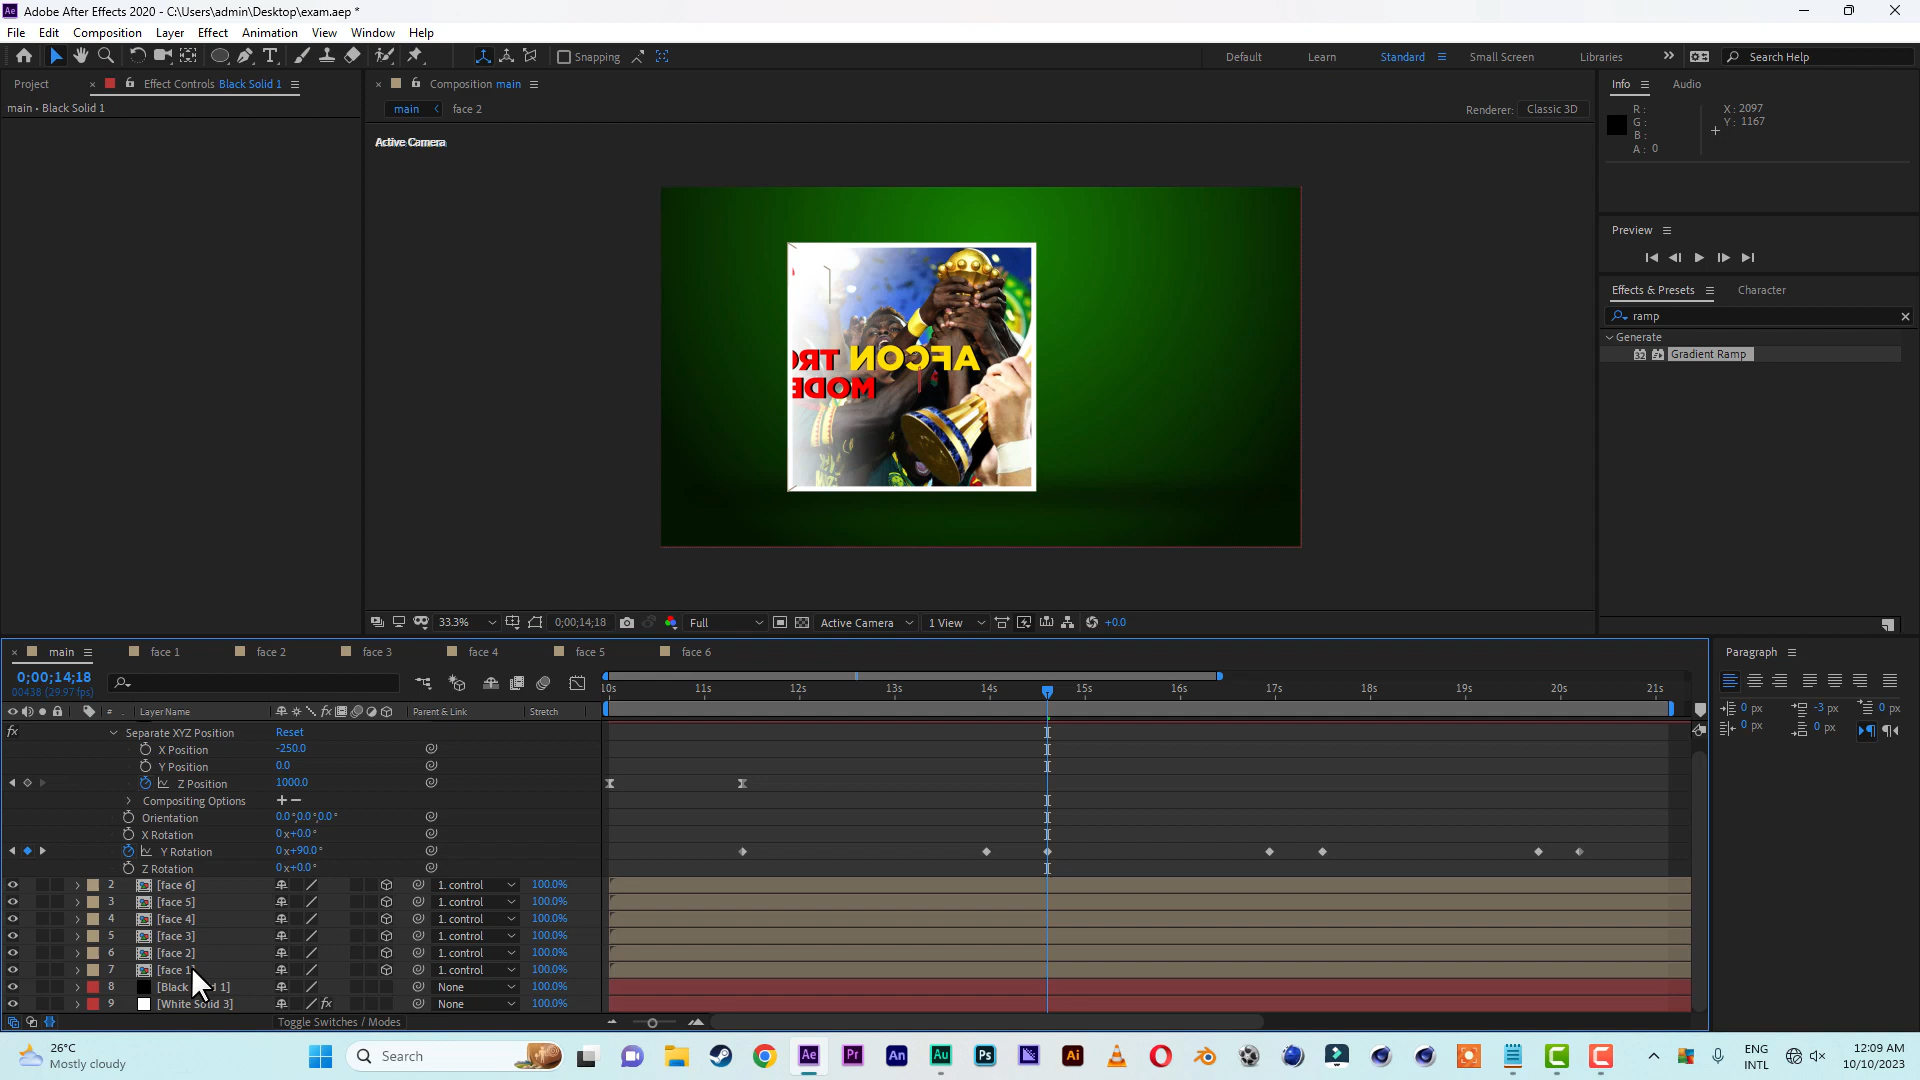 Adobe After Effects 2020 - C:\Users\admin\Desktop\exam.aep *
File Edit Composition Layer Effect Animation View Window Help
Snapping
Default Learn Standard Small Screen Libraries Search Help
Project Effect Controls Black Solid 1
main • Black Solid 1
Composition main
main face 2
Renderer: Classic 3D
Active Camera
AFCON TRO
MODE
33.3% 0;00;14;18 Full Active Camera 1 View +0.0
Info Audio
R: X: 2097
G: Y: 1167
B:
A: 0
Preview
Effects & Presets Character
ramp
Generate
Gradient Ramp
main face 1 face 2 face 3 face 4 face 5 face 6
0;00;14;18
00438 (29.97 fps)
10s 11s 12s 13s 14s 15s 16s 17s 18s 19s 20s 21s
# Layer Name Parent & Link Stretch
fx Separate XYZ Position Reset
X Position -250.0
Y Position 0.0
Z Position 1000.0
Compositing Options + −
Orientation 0.0°,0.0°,0.0°
X Rotation 0x+0.0°
Y Rotation 0x+90.0°
Z Rotation 0x+0.0°
2 [face 6] 1. control 100.0%
3 [face 5] 1. control 100.0%
4 [face 4] 1. control 100.0%
5 [face 3] 1. control 100.0%
6 [face 2] 1. control 100.0%
7 [face 1] 1. control 100.0%
8 [Black d 1] None 100.0%
9 [White Solid 3] fx None 100.0%
Toggle Switches / Modes
Paragraph
0 px -3 px 0 px
0 px 0 px
26°C
Mostly cloudy
Search
Ae Pr An Au Ps Ai
ENG
INTL
12:09 AM
10/10/2023